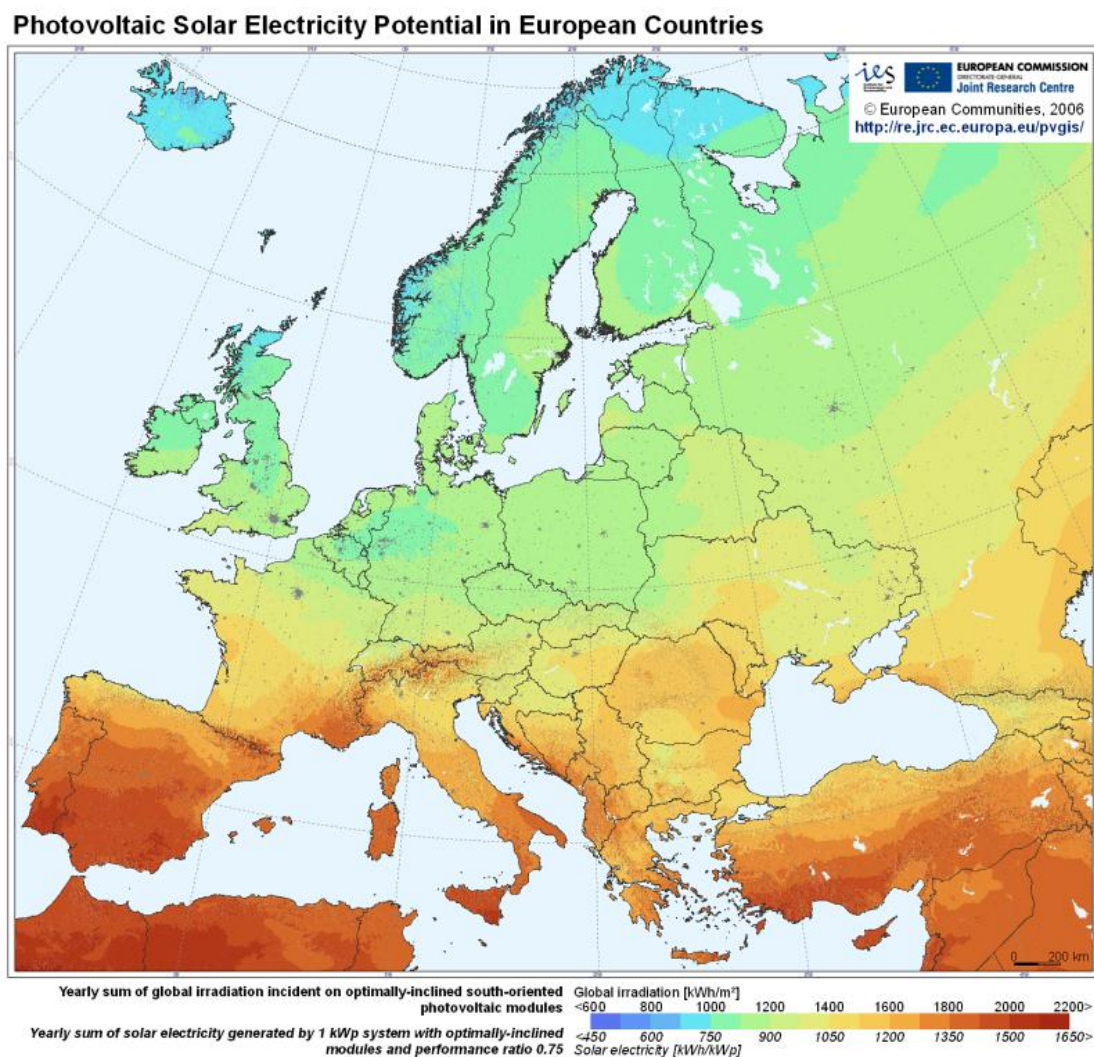 Photovoltaic Solar Electricity Potential in European Countries
ies
EUROPEAN COMMISSION
DIRECTORATE-GENERAL
Joint Research Centre
© European Communities, 2006
http://re.jrc.ec.europa.eu/pvgis/
0 200 km
Yearly sum of global irradiation incident on optimally-inclined south-oriented
photovoltaic modules
Yearly sum of solar electricity generated by 1 kWp system with optimally-inclined
modules and performance ratio 0.75
Global irradiation [kWh/m²]
<600 800 1000 1200 1400 1600 1800 2000 2200>
<450 600 750 900 1050 1200 1350 1500 1650>
Solar electricity [kWh/kWp]